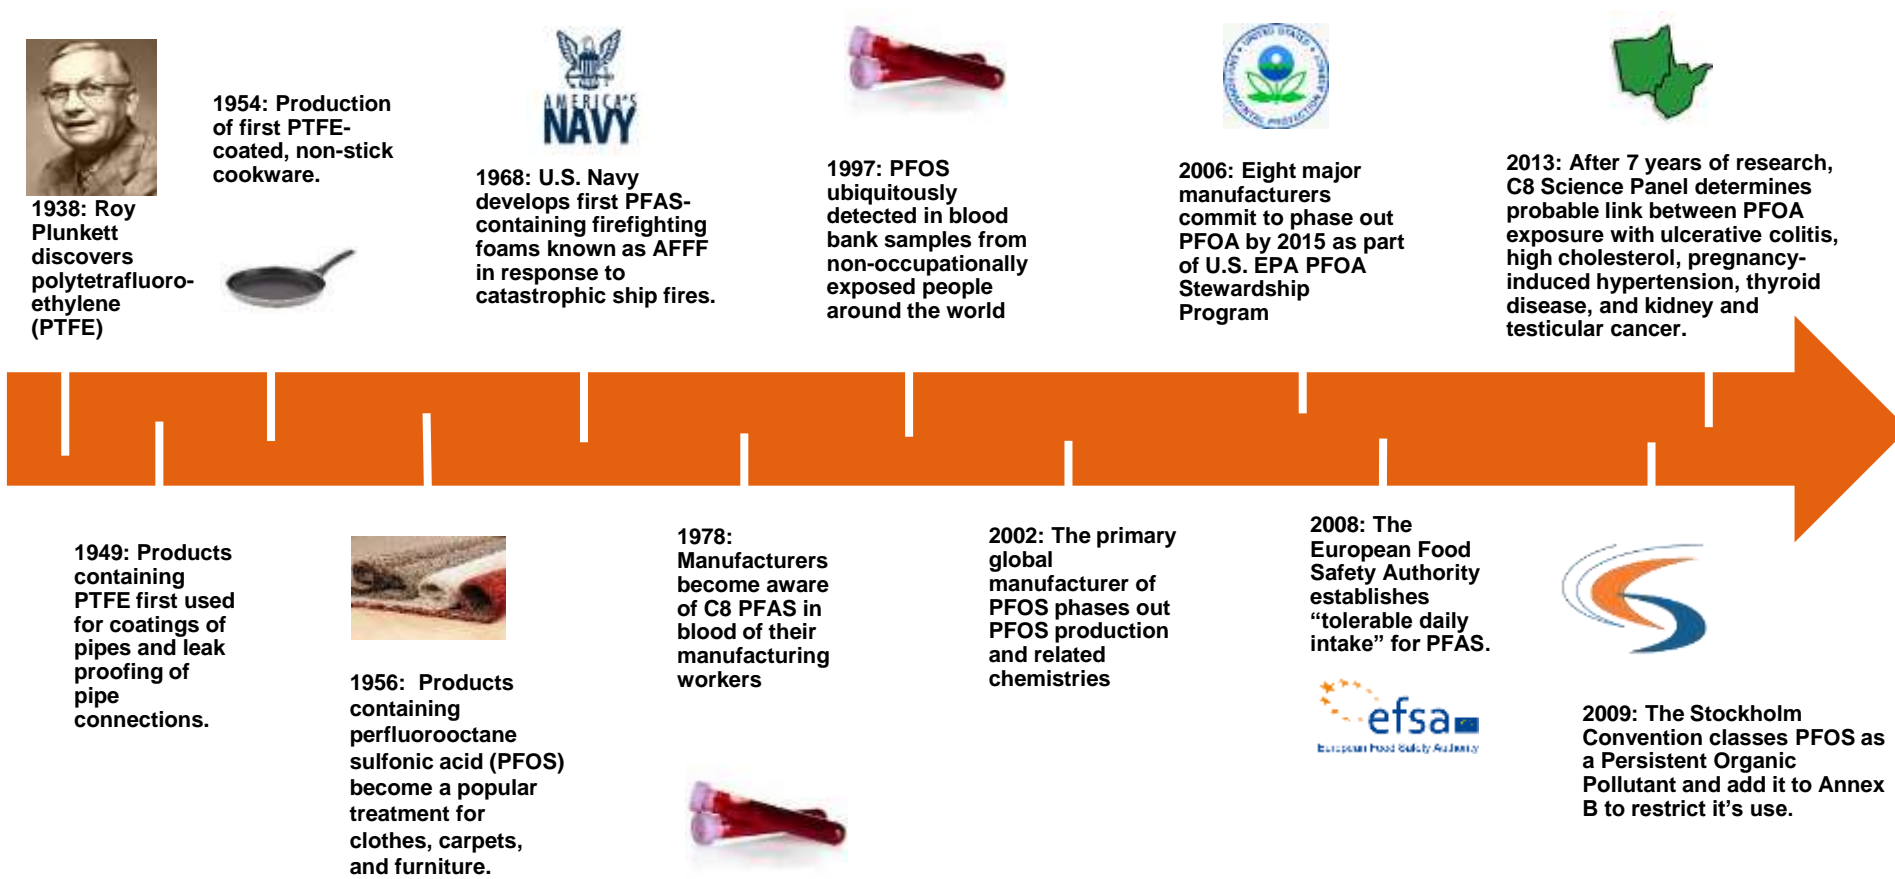 1938: Roy
Plunkett
discovers
polytetrafluoro-
ethylene
(PTFE)
1954: Production
of first PTFE-
coated, non-stick
cookware.
AMERICA'S
NAVY
1968: U.S. Navy
develops first PFAS-
containing firefighting
foams known as AFFF
in response to
catastrophic ship fires.
1997: PFOS
ubiquitously
detected in blood
bank samples from
non-occupationally
exposed people
around the world
UNITED STATES
ENVIRONMENTAL PROTECTION AGENCY
2006: Eight major
manufacturers
commit to phase out
PFOA by 2015 as part
of U.S. EPA PFOA
Stewardship
Program
2013: After 7 years of research,
C8 Science Panel determines
probable link between PFOA
exposure with ulcerative colitis,
high cholesterol, pregnancy-
induced hypertension, thyroid
disease, and kidney and
testicular cancer.
1949: Products
containing
PTFE first used
for coatings of
pipes and leak
proofing of
pipe
connections.
1956:  Products
containing
perfluorooctane
sulfonic acid (PFOS)
become a popular
treatment for
clothes, carpets,
and furniture.
1978:
Manufacturers
become aware
of C8 PFAS in
blood of their
manufacturing
workers
2002: The primary
global
manufacturer of
PFOS phases out
PFOS production
and related
chemistries
2008: The
European Food
Safety Authority
establishes
“tolerable daily
intake” for PFAS.
efsa
European Food Safety Authority
2009: The Stockholm
Convention classes PFOS as
a Persistent Organic
Pollutant and add it to Annex
B to restrict it’s use.